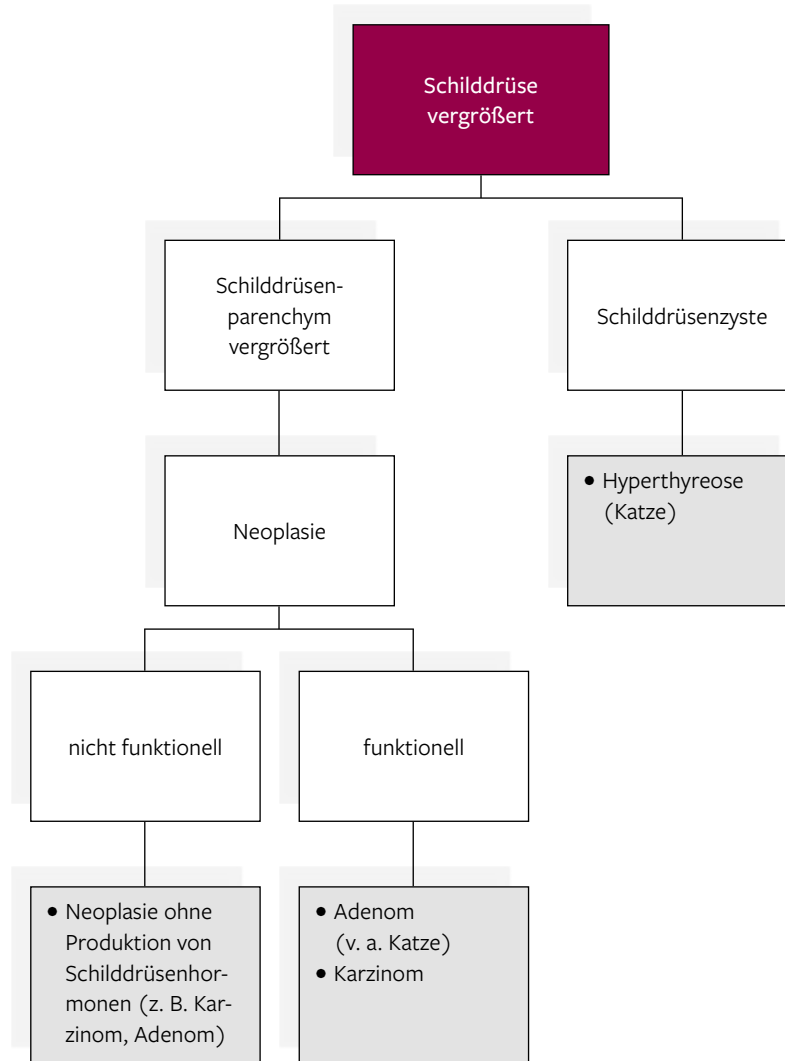 Schilddrüse
vergrößert
Schilddrüsen-
parenchym
vergrößert
Schilddrüsenzyste
Neoplasie
• Hyperthyreose
(Katze)
nicht funktionell
funktionell
• Neoplasie ohne
Produktion von
Schilddrüsenhor-
monen (z. B. Kar-
zinom, Adenom)
• Adenom
(v. a. Katze)
• Karzinom